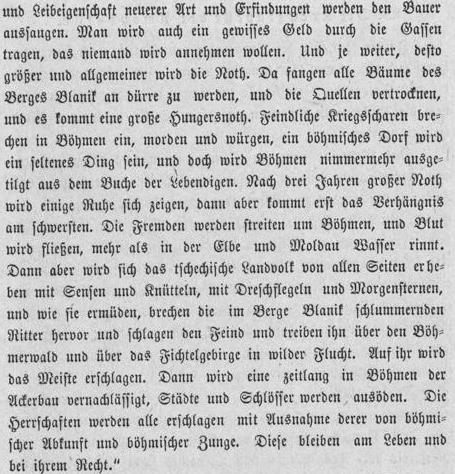 und Leibeigenschaft neuerer Art und Erfindungen werden den Bauer
aussaugen. Man wird auch ein gewisses Geld durch die Gassen
tragen, das niemand wird annehmen wollen. Und je weiter, desto
größer und allgemeiner wird die Noth. Da fangen alle Bäume des
Berges Blanik an dürre zu werden, und die Quellen vertrocknen,
und es kommt eine große Hungersnoth. Feindliche Kriegsscharen bre-
chen in Böhmen ein, morden und würgen, ein böhmisches Dorf wird
ein seltenes Ding sein, und doch wird Böhmen nimmermehr ausge-
tilgt aus dem Buche der Lebendigen. Nach drei Jahren großer Noth
wird einige Ruhe sich zeigen, dann aber kommt erst das Verhängnis
am schwersten. Die Fremden werden streiten um Böhmen, und Blut
wird fließen, mehr als in der Elbe und Moldau Wasser rinnt.
Dann aber wird sich das tschechische Landvolk von allen Seiten erhe-
ben mit Sensen und Knütteln, mit Dreschflegeln und Morgensternen,
und wie sie ermüden, brechen die im Berge Blanik schlummernden
Ritter hervor und schlagen den Feind und treiben ihn über den Böh-
merwald und über das Fichtelgebirge in wilder Flucht. Auf ihr wird
das Meiste erschlagen. Dann wird eine zeitlang in Böhmen der
Ackerbau vernachlässigt, Städte und Schlösser werden ausöden. Die
Herrschaften werden alle erschlagen mit Ausnahme derer von böhmi-
scher Abkunft und böhmischer Zunge. Diese bleiben am Leben und
bei ihrem Recht.“